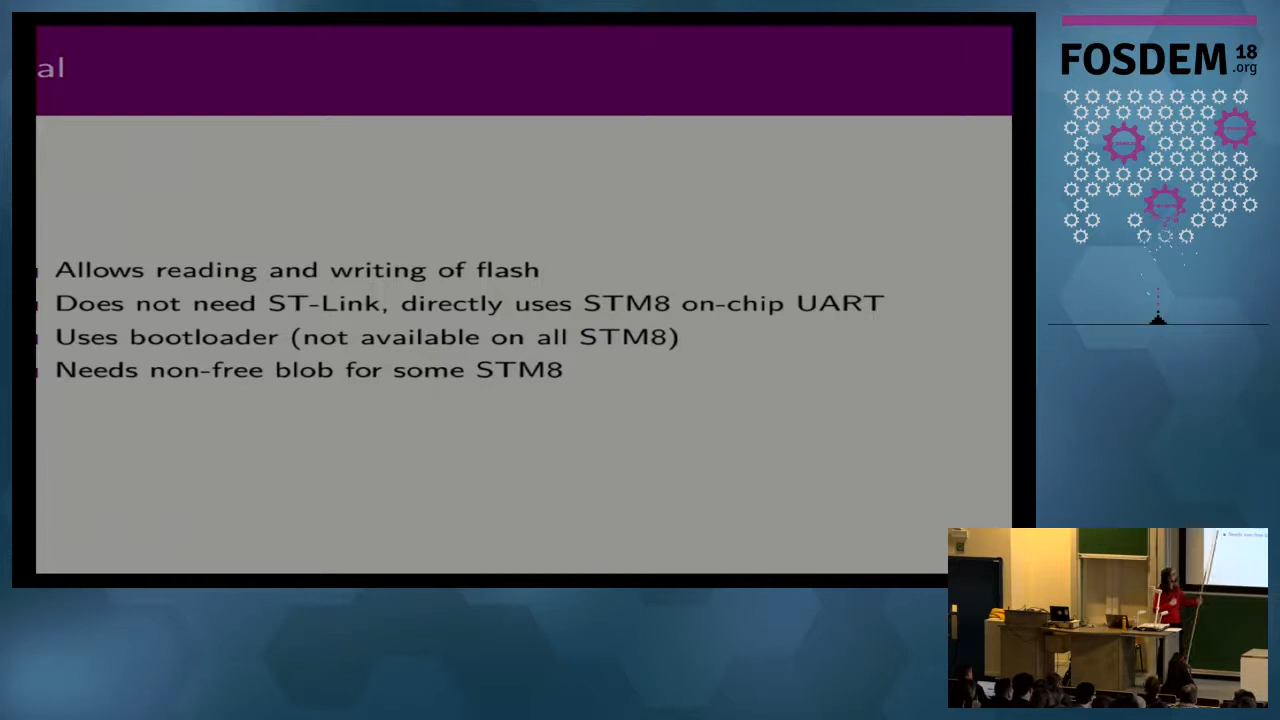 al
Allows reading and writing of flash
Does not need ST-Link, directly uses STM8 on-chip UART
Uses bootloader (not available on all STM8)
Needs non-free blob for some STM8
FOSDEM 18
.org